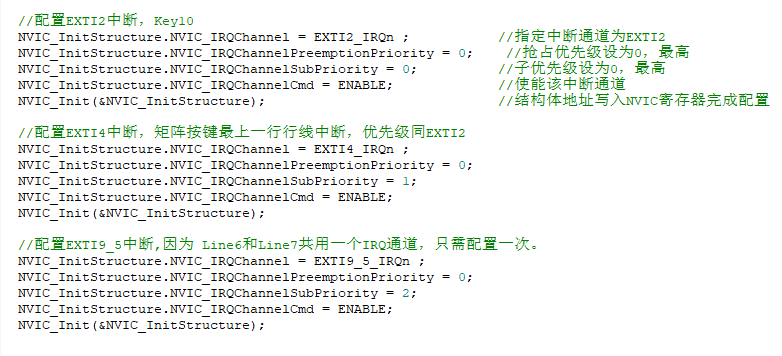 //配置EXTI2中断，Key10
NVIC_InitStructure.NVIC_IRQChannel = EXTI2_IRQn ; //指定中断通道为EXTI2
NVIC_InitStructure.NVIC_IRQChannelPreemptionPriority = 0; //抢占优先级设为0，最高
NVIC_InitStructure.NVIC_IRQChannelSubPriority = 0; //子优先级设为0，最高
NVIC_InitStructure.NVIC_IRQChannelCmd = ENABLE; //使能该中断通道
NVIC_Init(&NVIC_InitStructure); //结构体地址写入NVIC寄存器完成配置
//配置EXTI4中断，矩阵按键最上一行行线中断，优先级同EXTI2
NVIC_InitStructure.NVIC_IRQChannel = EXTI4_IRQn ;
NVIC_InitStructure.NVIC_IRQChannelPreemptionPriority = 0;
NVIC_InitStructure.NVIC_IRQChannelSubPriority = 1;
NVIC_InitStructure.NVIC_IRQChannelCmd = ENABLE;
NVIC_Init(&NVIC_InitStructure);
//配置EXTI9_5中断,因为 Line6和Line7共用一个IRQ通道，只需配置一次。
NVIC_InitStructure.NVIC_IRQChannel = EXTI9_5_IRQn ;
NVIC_InitStructure.NVIC_IRQChannelPreemptionPriority = 0;
NVIC_InitStructure.NVIC_IRQChannelSubPriority = 2;
NVIC_InitStructure.NVIC_IRQChannelCmd = ENABLE;
NVIC_Init(&NVIC_InitStructure);